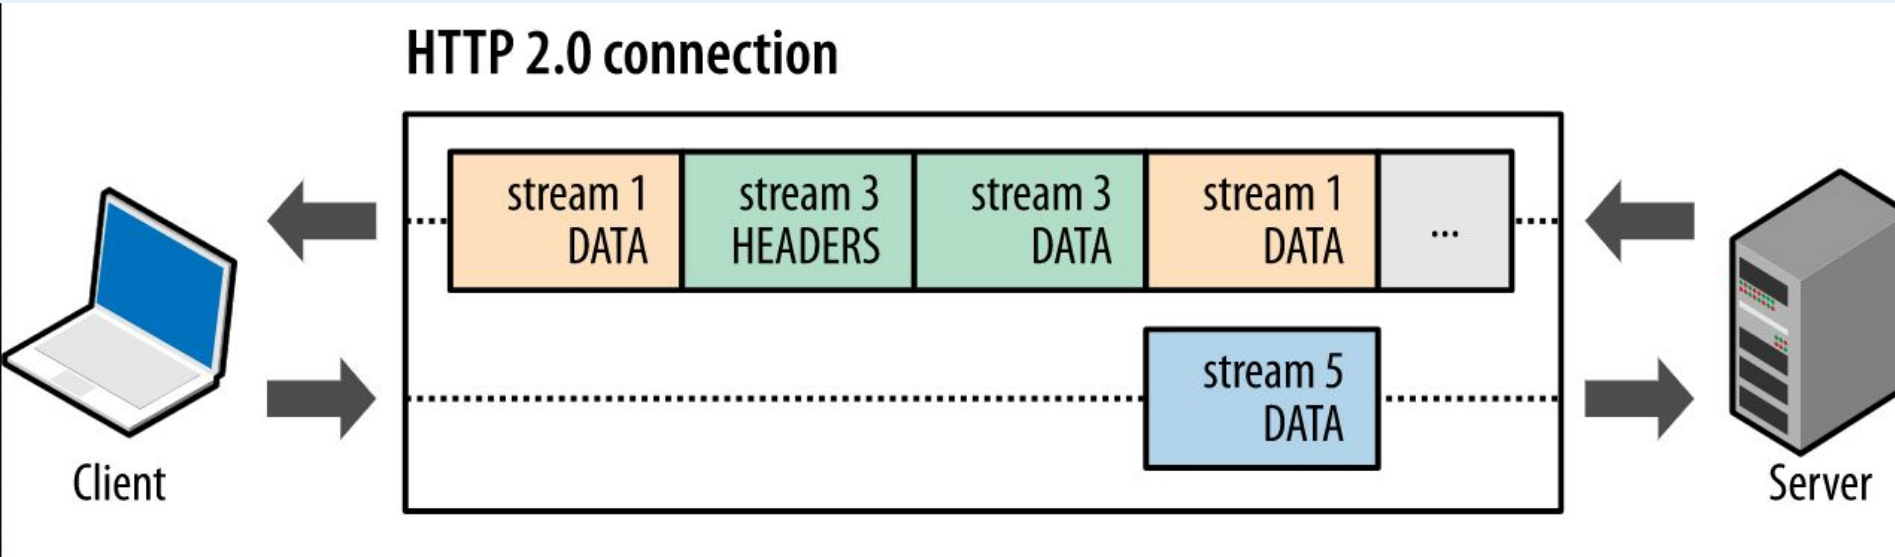 HTTP 2.0 connection
stream 1
DATA
stream 3
HEADERS
stream 3
DATA
stream 1
DATA
...
stream 5
DATA
Client
Server